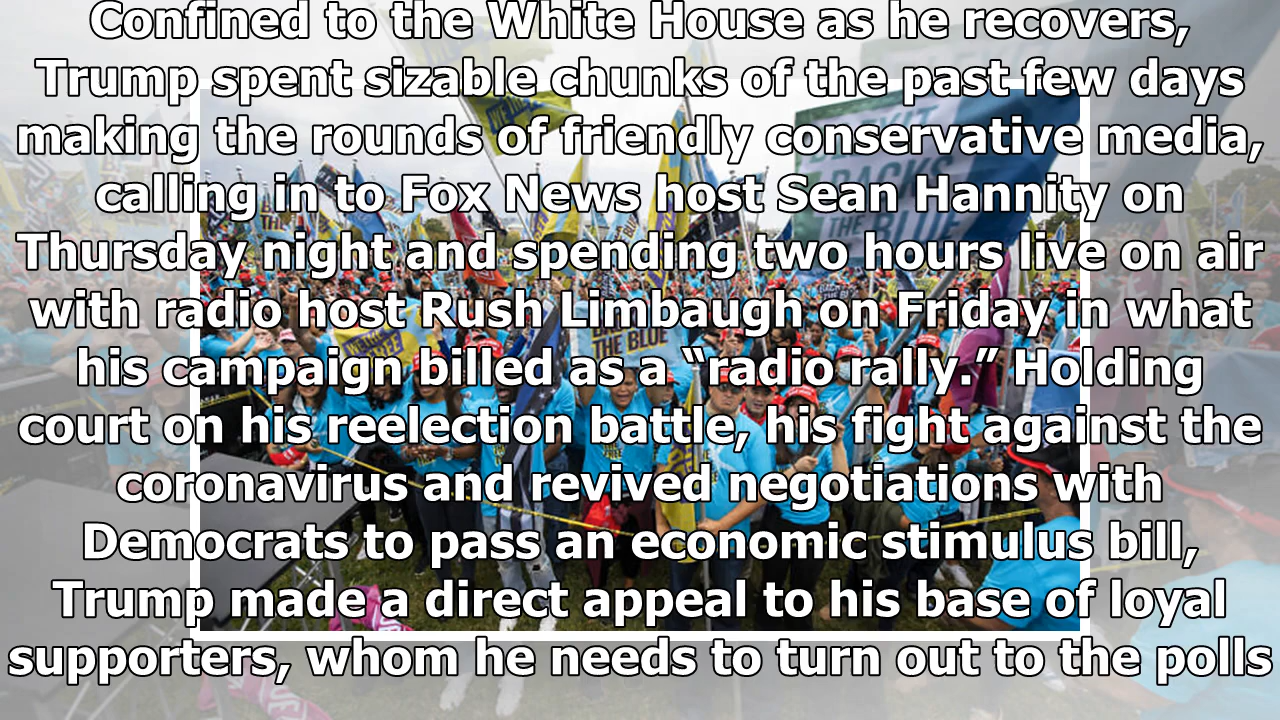 Confined to the White House as he recovers,
Trump spent sizable chunks of the past few days
making the rounds of friendly conservative media,
calling in to Fox News host Sean Hannity on
Thursday night and spending two hours live on air
with radio host Rush Limbaugh on Friday in what
his campaign billed as a “radio rally.” Holding
court on his reelection battle, his fight against the
coronavirus and revived negotiations with
Democrats to pass an economic stimulus bill,
Trump made a direct appeal to his base of loyal
supporters, whom he needs to turn out to the polls
BACKS
THE BLUE
THE BLUE